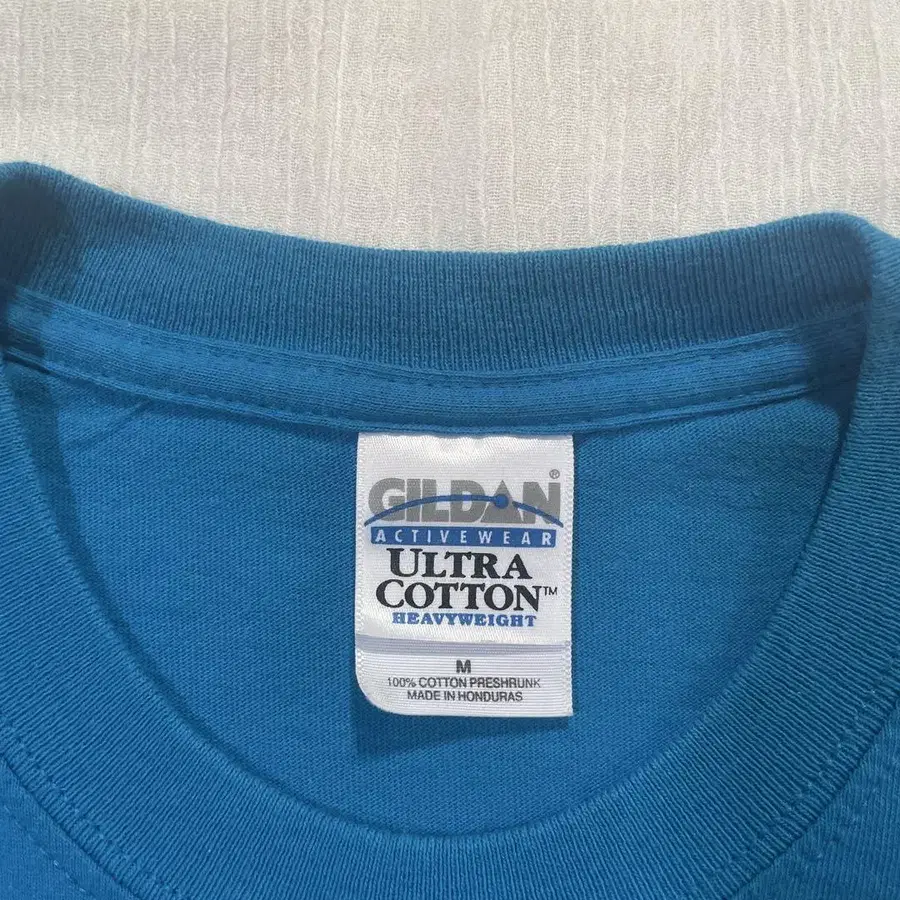 GILDAN®
ACTIVEWEAR
ULTRA
COTTON™
HEAVYWEIGHT
M
100% COTTON PRESHRUNK
MADE IN HONDURAS